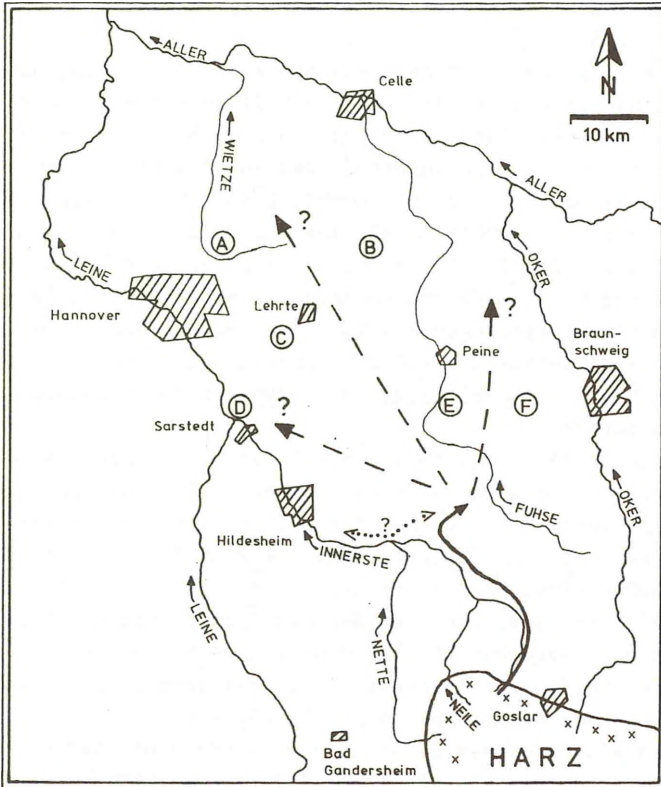 ALLER
Celle
N
10 km
WIETZE
ALLER
?
A
B
LEINE
OKER
?
Hannover
Lehrte
C
Peine
Braun-
schweig
D
?
E
F
Sarstedt
FUHSE
OKER
Hildesheim
?
INNERSTE
LEINE
NETTE
NEILE
Goslar
Bad
Gandersheim
HARZ